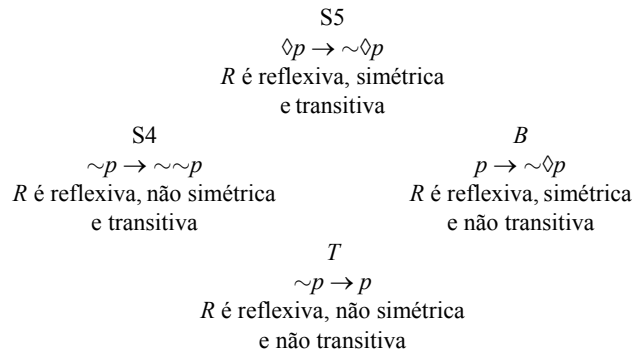 S5
◊p → ∼◊p
R é reflexiva, simétrica
e transitiva
S4
∼p → ∼∼p
R é reflexiva, não simétrica
e transitiva
B
p → ∼◊p
R é reflexiva, simétrica
e não transitiva
T
∼p → p
R é reflexiva, não simétrica
e não transitiva